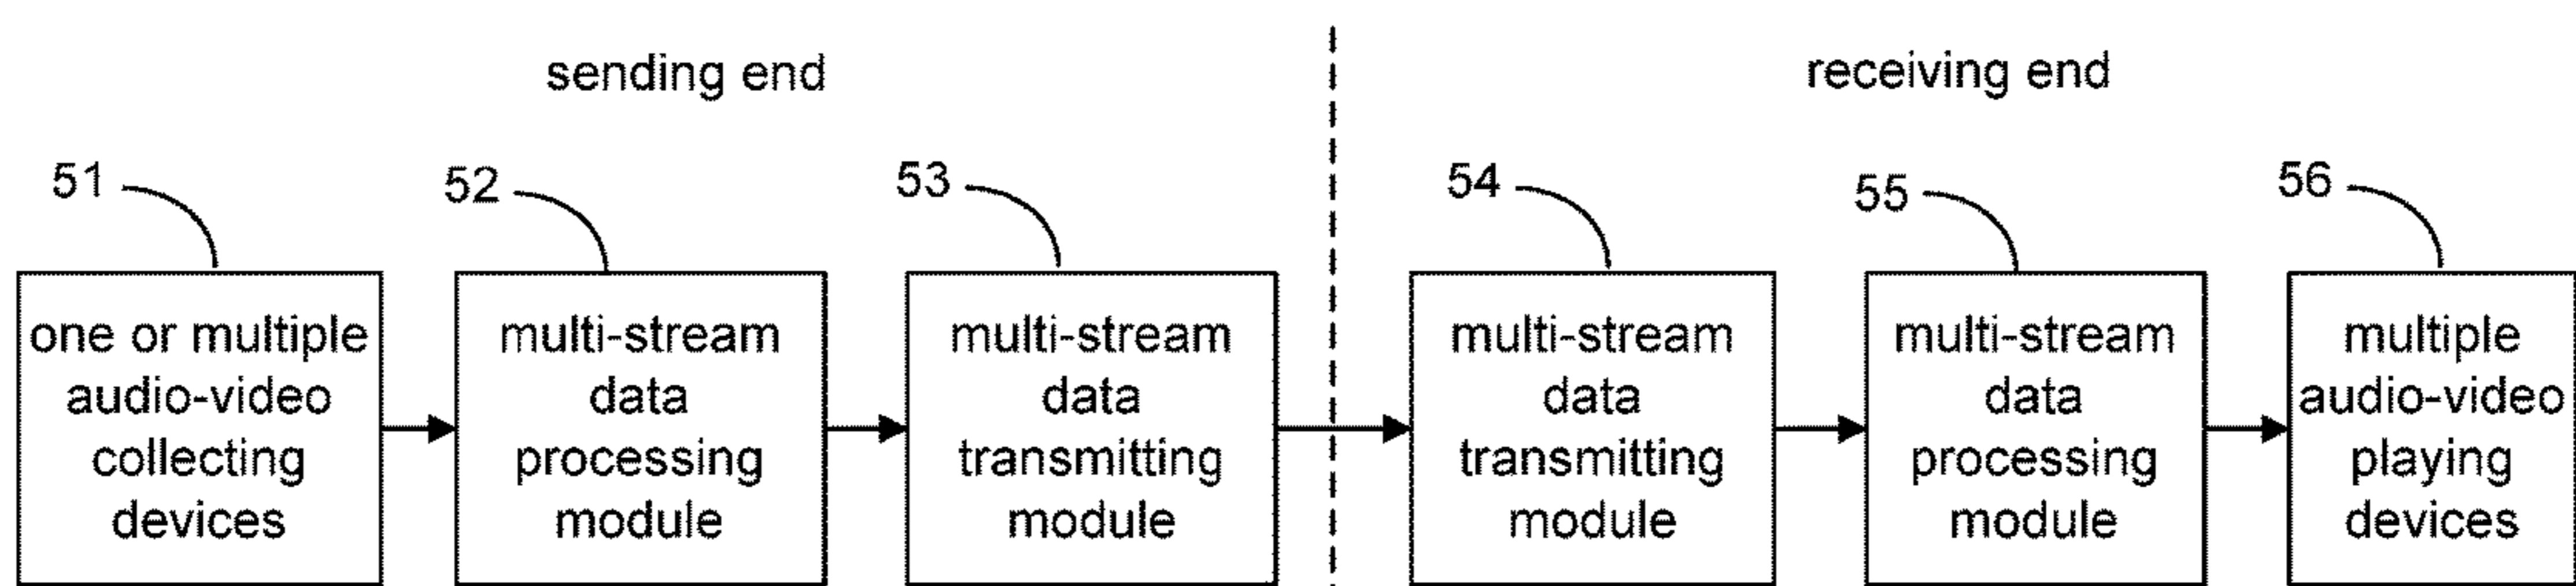 sending end
receiving end
51
52
53
54
55
56
one or multiple
audio-video
collecting
devices
multi-stream
data
processing
module
multi-stream
data
transmitting
module
multi-stream
data
transmitting
module
multi-stream
data
processing
module
multiple
audio-video
playing
devices